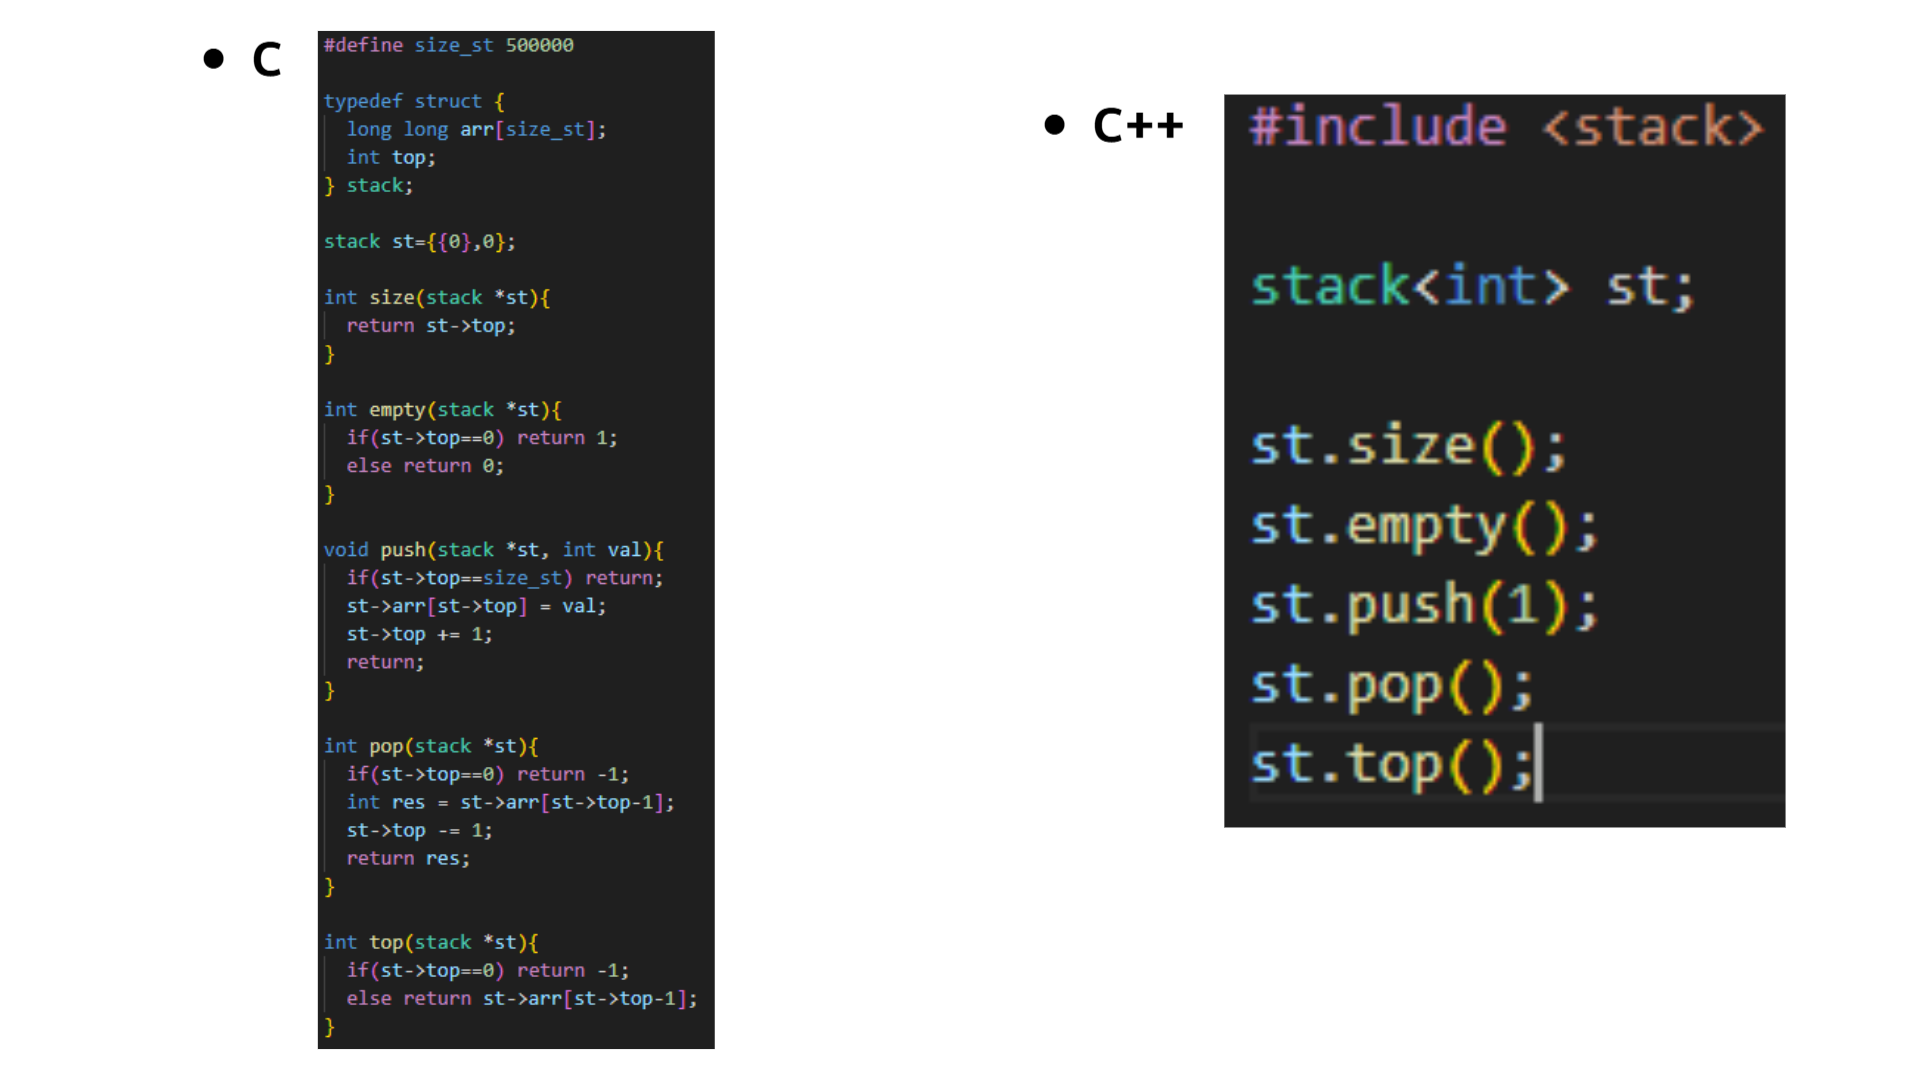 • C
#define size_st 500000
typedef struct {
long long arr[size_st];
int top;
} stack;
stack st={{0},0};
int size(stack *st){
return st->top;
}
int empty(stack *st){
if(st->top==0) return 1;
else return 0;
}
void push(stack *st, int val){
if(st->top==size_st) return;
st->arr[st->top] = val;
st->top += 1;
return;
}
int pop(stack *st){
if(st->top==0) return -1;
int res = st->arr[st->top-1];
st->top -= 1;
return res;
}
int top(stack *st){
if(st->top==0) return -1;
else return st->arr[st->top-1];
}
• C++
#include <stack>
stack<int> st;
st.size();
st.empty();
st.push(1);
st.pop();
st.top();